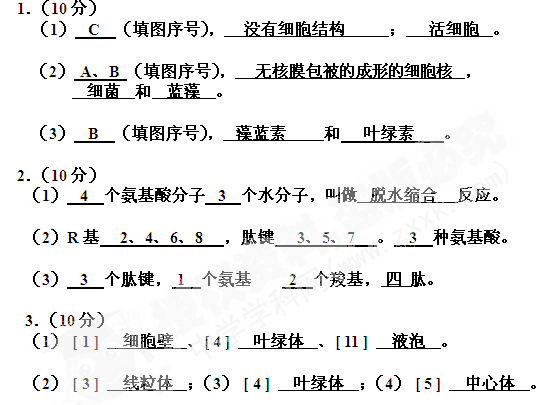 1.（10分）
（1） C （填图序号）， 没有细胞结构 ； 活细胞 。
（2） A、B （填图序号）， 无核膜包被的成形的细胞核 ，
细菌 和 蓝藻 。
（3） B （填图序号）， 藻蓝素 和 叶绿素 。
2.（10分）
（1） 4 个氨基酸分子 3 个水分子，叫做 脱水缩合 反应。
（2）R基 2、4、6、8 ，肽键 3、5、7 。 3 种氨基酸。
（3） 3 个肽键， 1 个氨基 2 个羧基， 四 肽。
3.（10分）
（1）[ 1 ] 细胞壁 、[ 4 ] 叶绿体 、[ 11 ] 液泡 。
（2）[ 3 ] 线粒体 ；（3）[ 4 ] 叶绿体 ；（4）[ 5 ] 中心体 。